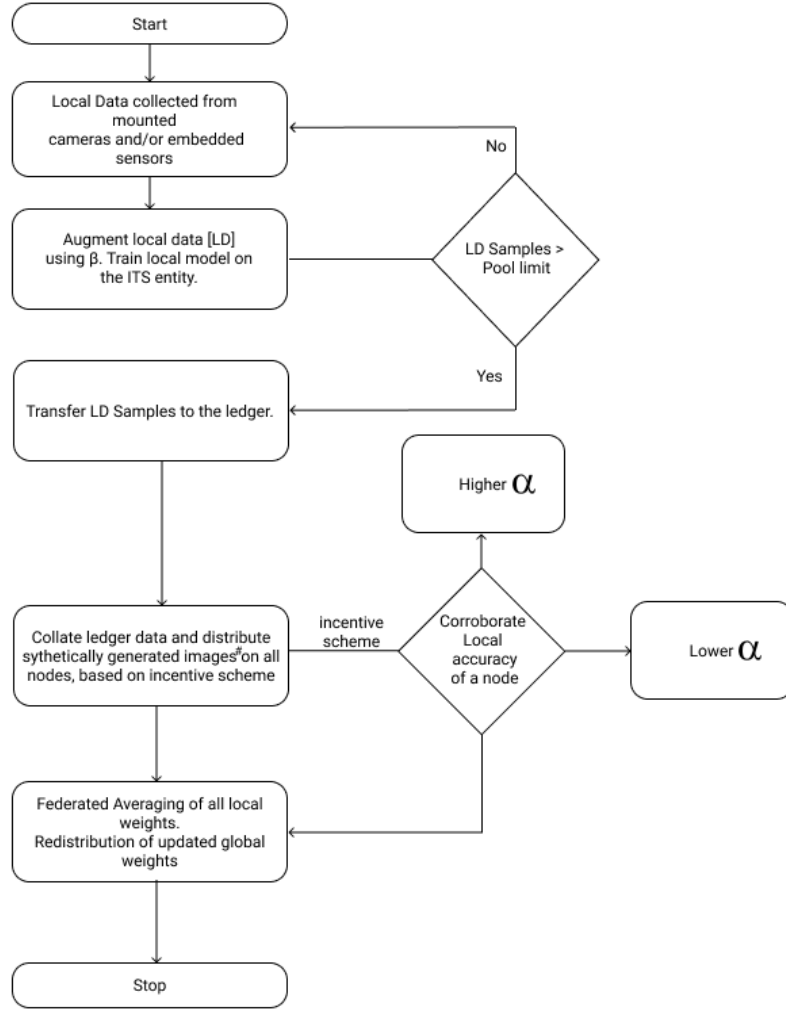 Start
Local Data collected from
mounted
cameras and/or embedded
sensors
No
Augment local data [LD]
using β. Train local model on
the ITS entity.
LD Samples >
Pool limit
Yes
Transfer LD Samples to the ledger.
Higher α
incentive
scheme
Corroborate
Local
accuracy
of a node
Lower α
Collate ledger data and distribute
sythetically generated images# on all
nodes, based on incentive scheme
Federated Averaging of all local
weights.
Redistribution of updated global
weights
Stop